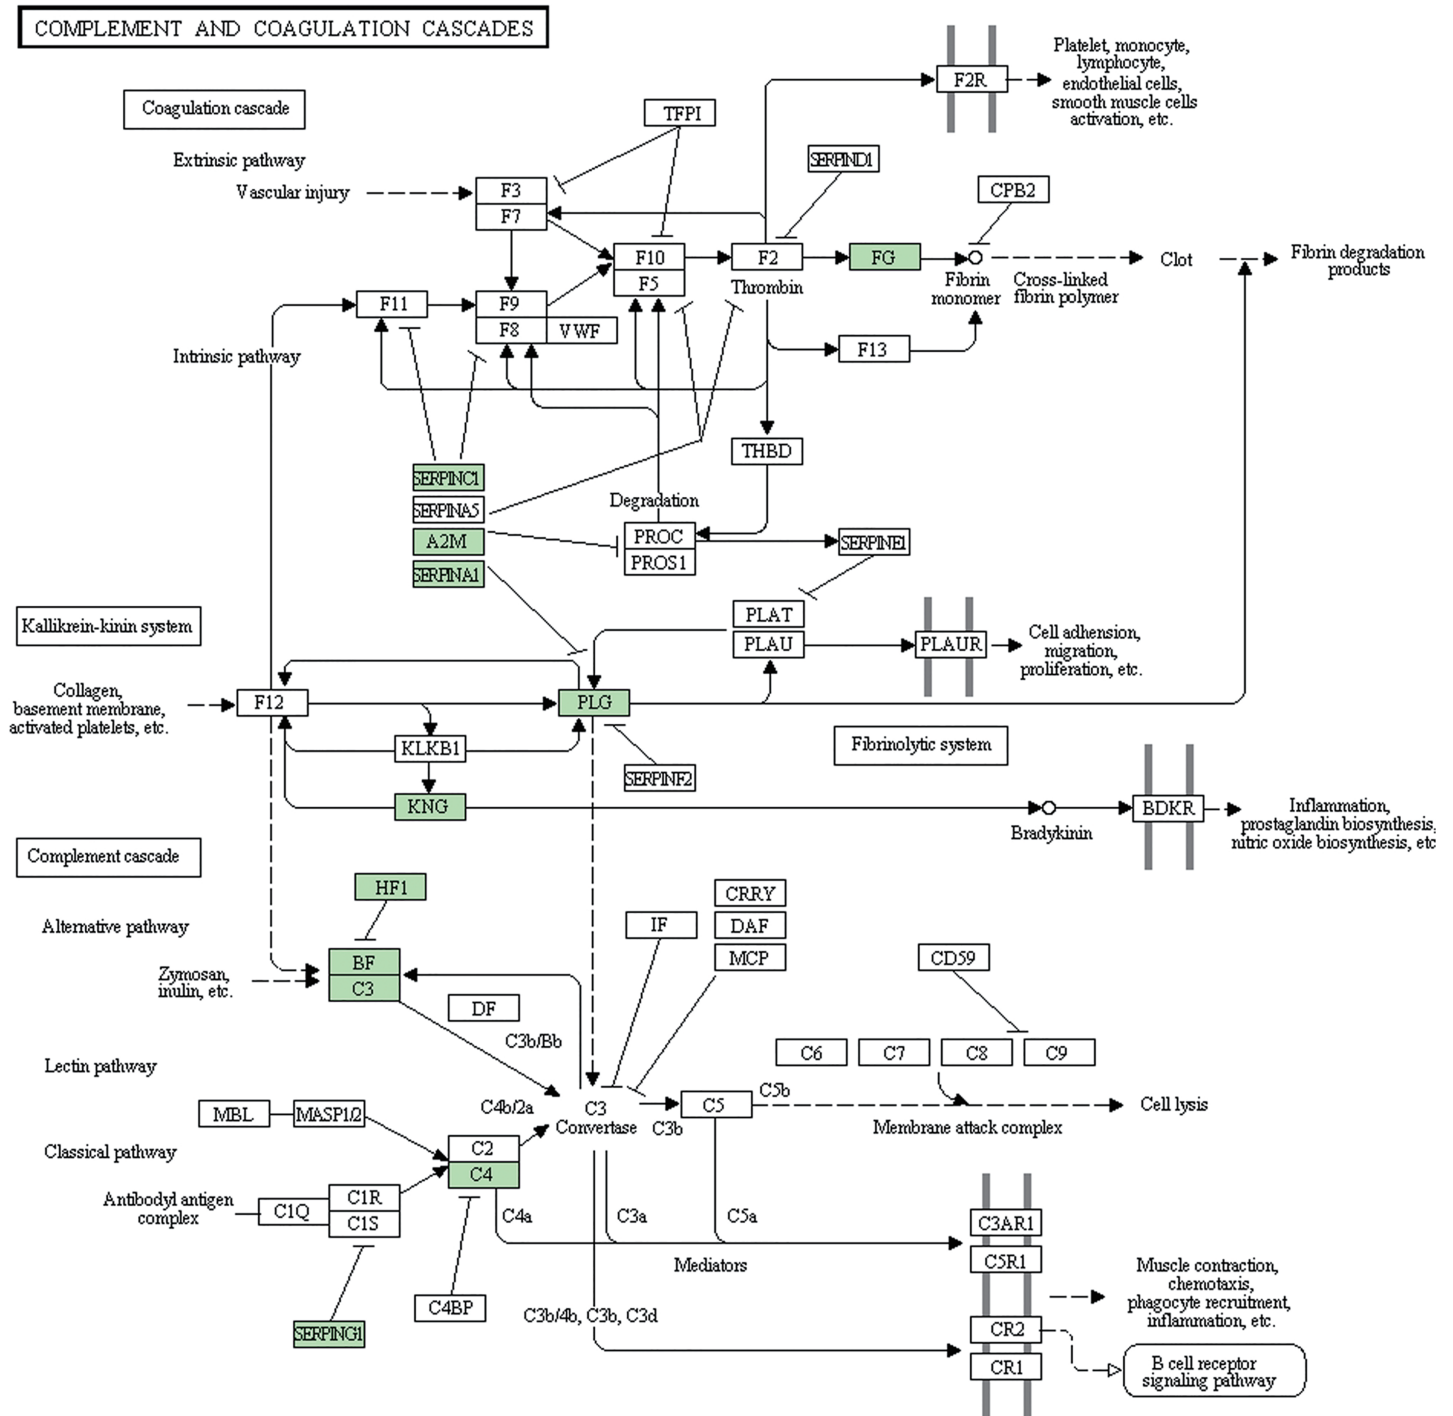 COMPLEMENT AND COAGULATION CASCADES
Coagulation cascade
Extrinsic pathway
Vascular injury
TFPI
F3
F7
F2R
Platelet, monocyte,
lymphocyte,
endothelial cells,
smooth muscle cells
activation, etc.
SERPIND1
CPB2
F10
F5
F2
Thrombin
FG
Fibrin
monomer
Cross-linked
fibrin polymer
Clot
Fibrin degradation
products
F11
F9
F8
VWF
F13
Intrinsic pathway
THBD
SERPINC1
SERPINA5
A2M
SERPINA1
Degradation
PROC
PROS1
SERPINE1
Kallikrein-kinin system
PLAT
PLAU
PLAUR
Cell adhension,
migration,
proliferation, etc.
Collagen,
basement membrane,
activated platelets, etc.
F12
PLG
KLKB1
SERPINF2
Fibrinolytic system
KNG
Bradykinin
BDKR
Inflammation,
prostaglandin biosynthesis,
nitric oxide biosynthesis, etc
Complement cascade
HF1
Alternative pathway
BF
C3
Zymosan,
inulin, etc.
DF
C3b/Bb
IF
CRRY
DAF
MCP
CD59
C6
C7
C8
C9
Lectin pathway
MBL
MASP1/2
C4b/2a
C3
Convertase
C3b
C5
C5b
Membrane attack complex
Cell lysis
Classical pathway
C2
C4
Antibodyl antigen
complex
C1Q
C1R
C1S
C4a
C3a
C5a
Mediators
C3AR1
C5R1
CR2
CR1
Muscle contraction,
chemotaxis,
phagocyte recruitment,
inflammation, etc.
C4BP
SERPING1
C3b/4b, C3b, C3d
B cell receptor
signaling pathway